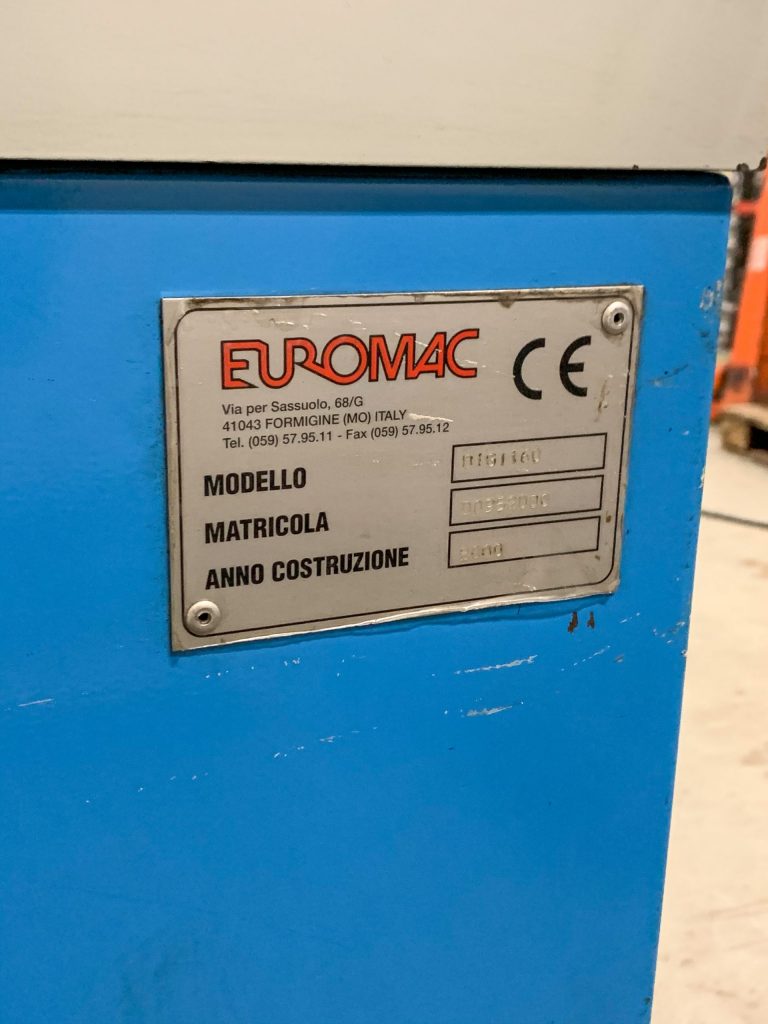 EUROMAC
CE
Via per Sassuolo, 68/G
41043 FORMIGINE (MO) ITALY
Tel. (059) 57.95.11 - Fax (059) 57.95.12
MODELLO
MATRICOLA
ANNO COSTRUZIONE 2000